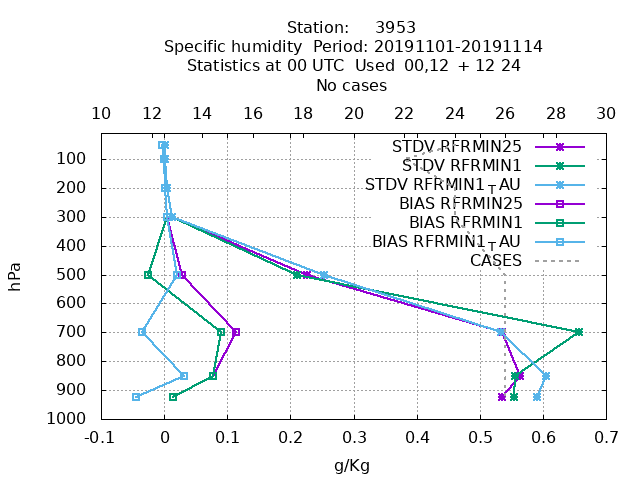 Station: 3953
Specific humidity Period: 20191101-20191114
Statistics at 00 UTC Used 00,12 + 12 24
No cases
10 12 14 16 18 20 22 24 26 28 30
STDV RFRMIN25
STDV RFRMIN1
STDV RFRMIN1_TAU
BIAS RFRMIN25
BIAS RFRMIN1
BIAS RFRMIN1_TAU
CASES
100
200
300
400
500
600
700
800
900
1000
hPa
-0.1 0 0.1 0.2 0.3 0.4 0.5 0.6 0.7
g/Kg